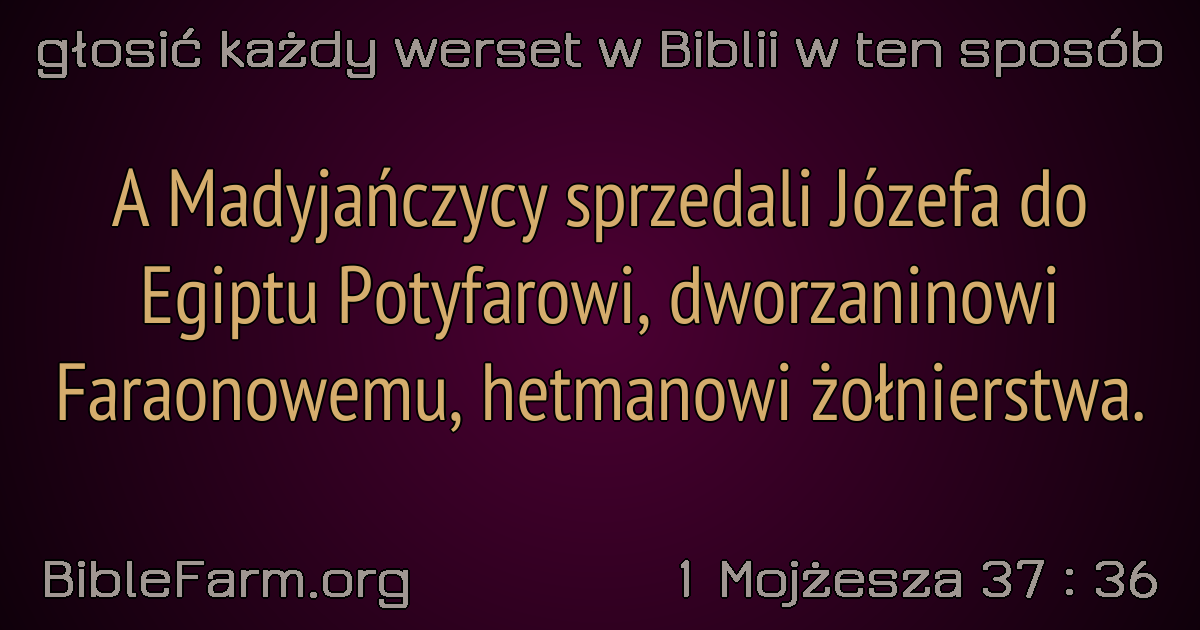 głosić każdy werset w Biblii w ten sposób
A Madyjańczycy sprzedali Józefa do
Egiptu Potyfarowi, dworzaninowi
Faraonowemu, hetmanowi żołnierstwa.
BibleFarm.org
1 Mojżesza 37 : 36